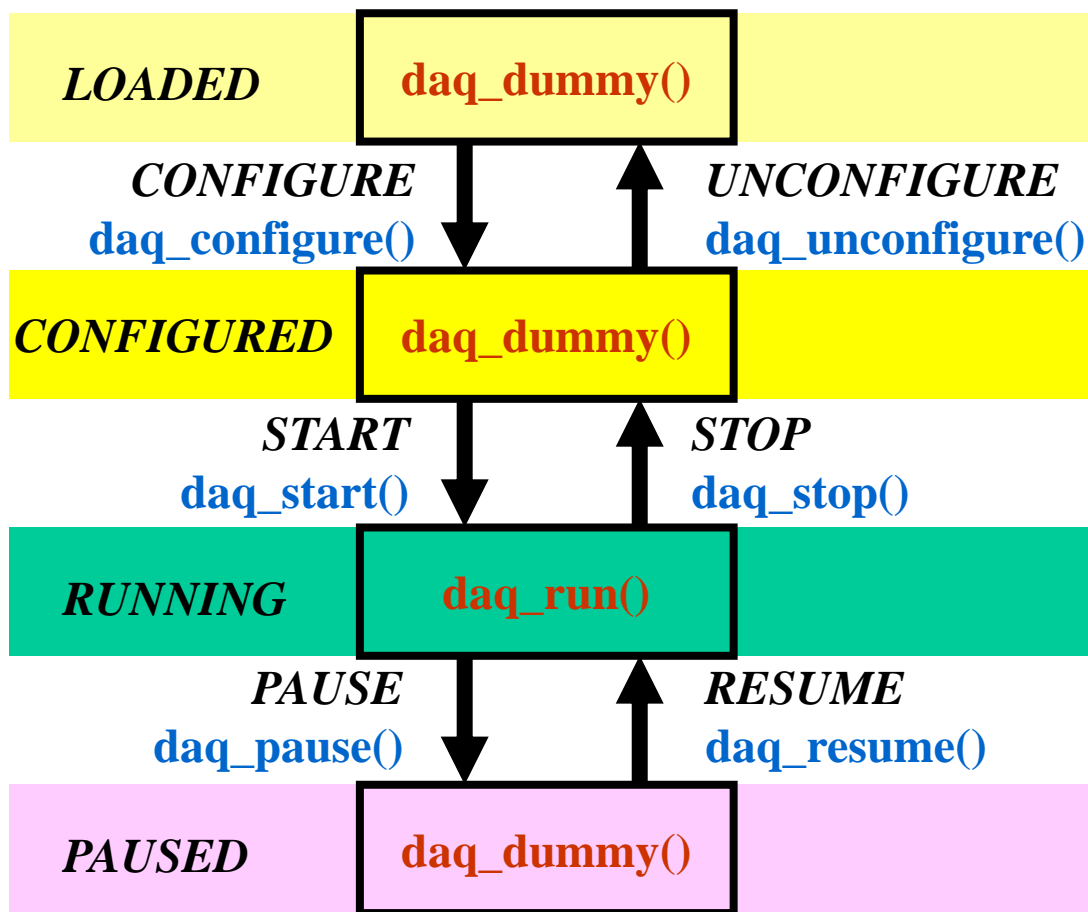 LOADED daq_dummy()
CONFIGURE UNCONFIGURE
daq_configure() daq_unconfigure()
CONFIGURED daq_dummy()
START STOP
daq_start() daq_stop()
RUNNING daq_run()
PAUSE RESUME
daq_pause() daq_resume()
PAUSED daq_dummy()